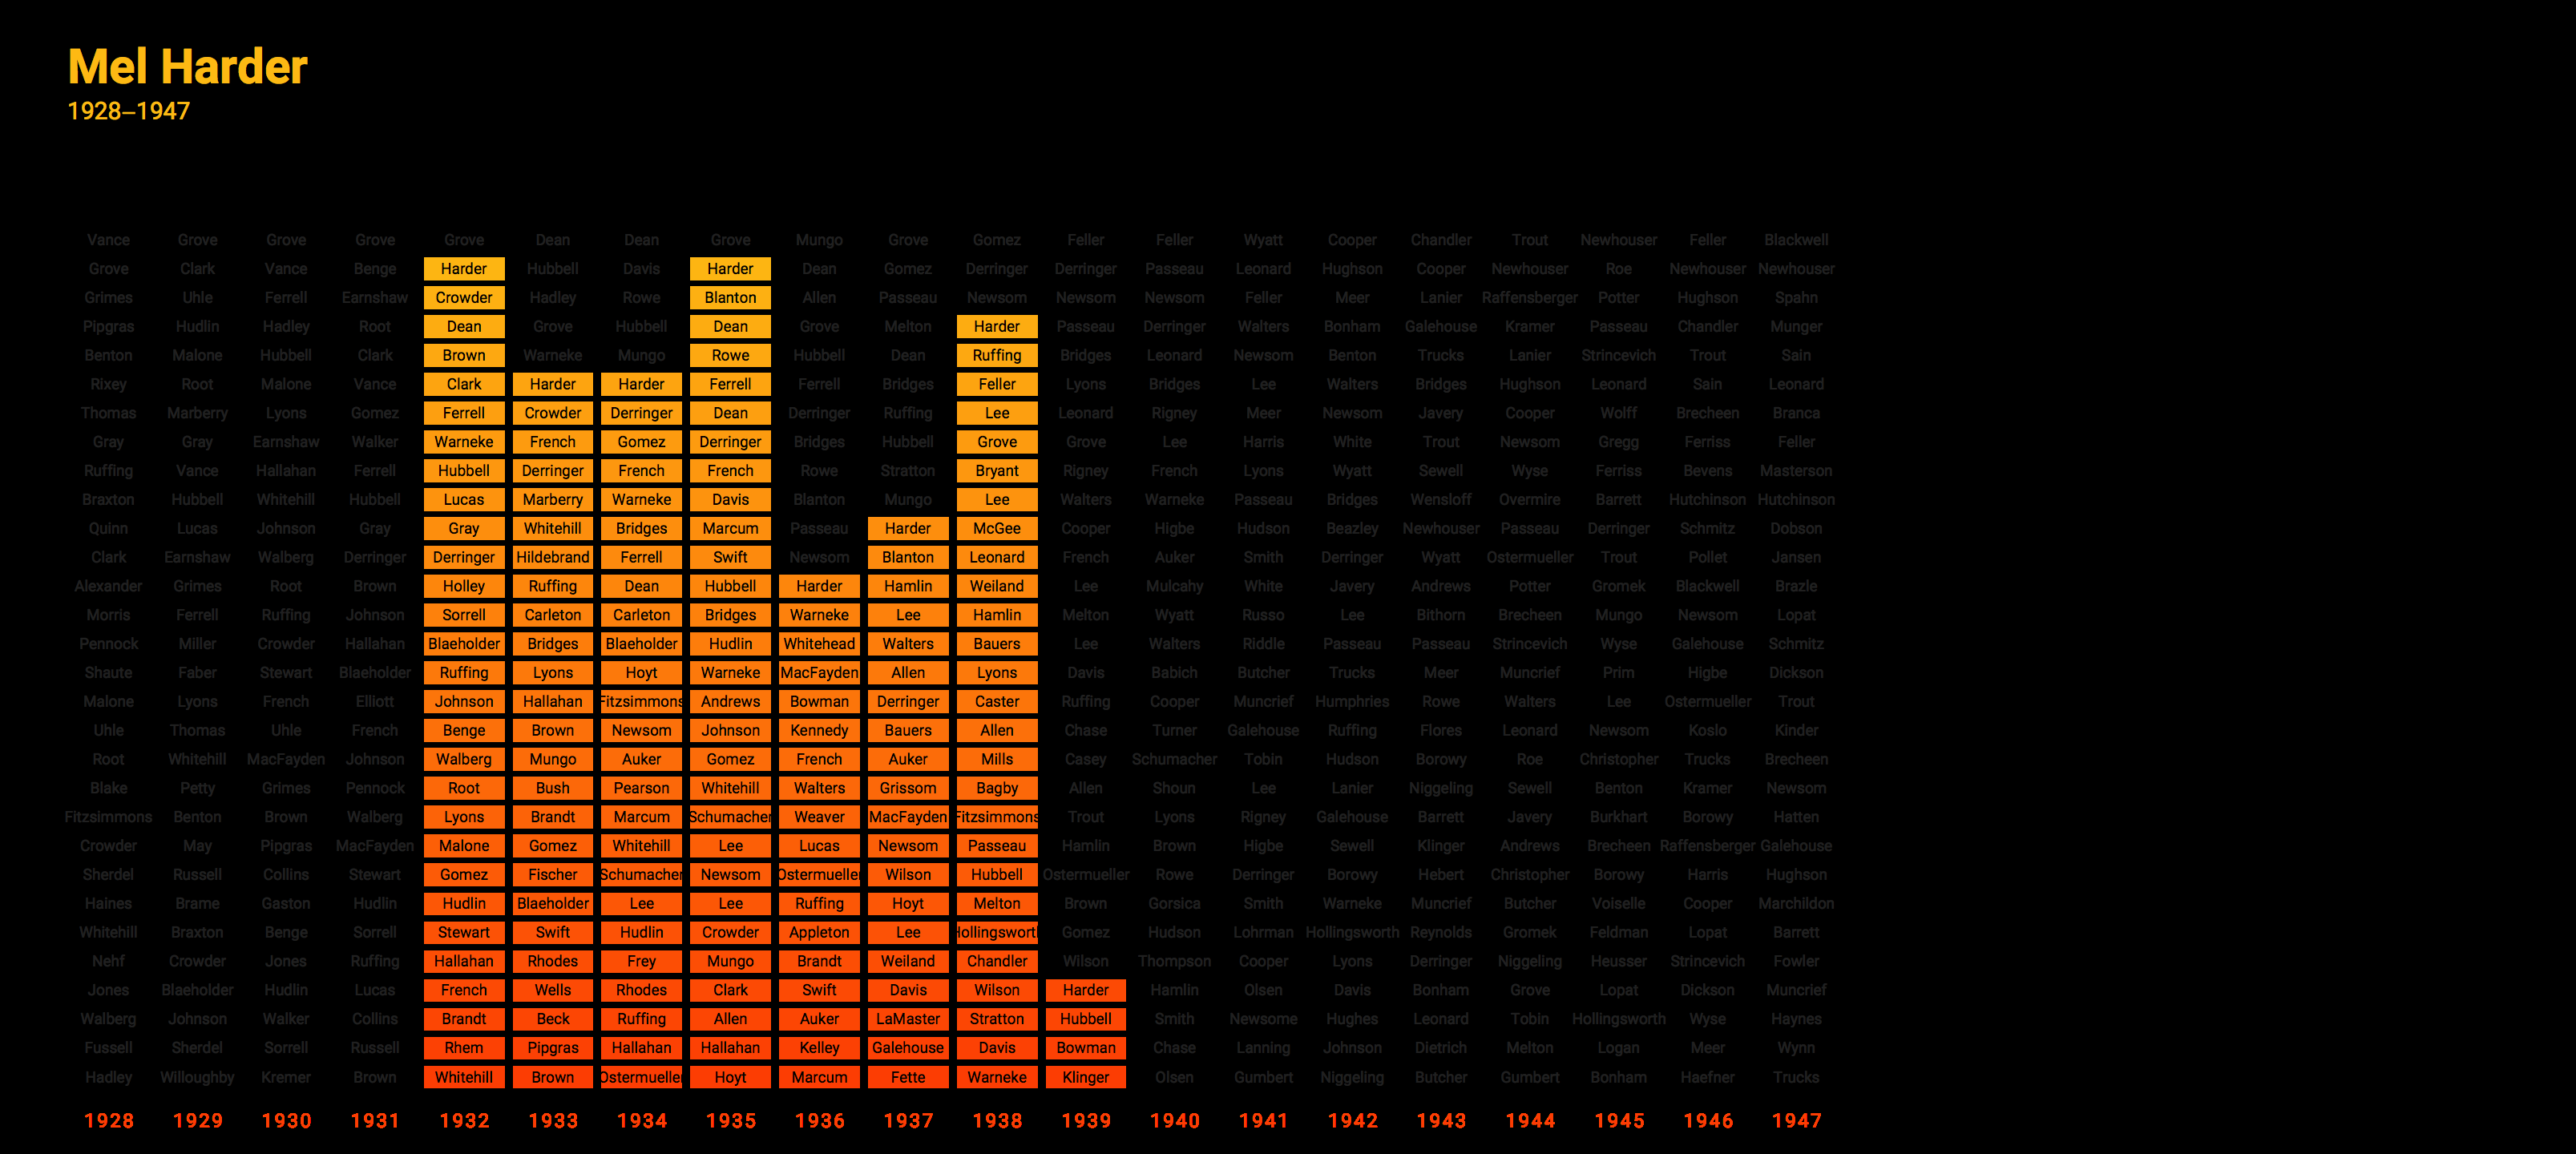 Mel Harder
1928–1947
Vance Grove Grove Grove Grove Dean Dean Grove Mungo Grove Gomez Feller Feller Wyatt Cooper Chandler Trout Newhouser Feller Blackwell
Grove Clark Vance Benge Harder Hubbell Davis Harder Dean Gomez Derringer Derringer Passeau Leonard Hughson Cooper Newhouser Roe Newhouser Newhouser
Grimes Uhle Ferrell Earnshaw Crowder Hadley Rowe Blanton Allen Passeau Newsom Newsom Newsom Feller Meer Lanier Raffensberger Potter Hughson Spahn
Pipgras Hudlin Hadley Root Dean Grove Hubbell Dean Grove Melton Harder Passeau Derringer Walters Bonham Galehouse Kramer Passeau Chandler Munger
Benton Malone Hubbell Clark Brown Warneke Mungo Rowe Hubbell Dean Ruffing Bridges Leonard Newsom Benton Trucks Lanier Strincevich Trout Sain
Rixey Root Malone Vance Clark Harder Harder Ferrell Ferrell Bridges Feller Lyons Bridges Lee Walters Bridges Hughson Leonard Sain Leonard
Thomas Marberry Lyons Gomez Ferrell Crowder Derringer Dean Derringer Ruffing Lee Leonard Rigney Meer Newsom Javery Cooper Wolff Brecheen Branca
Gray Gray Earnshaw Walker Warneke French Gomez Derringer Bridges Hubbell Grove Grove Lee Harris White Trout Newsom Gregg Ferriss Feller
Ruffing Vance Hallahan Ferrell Hubbell Derringer French French Rowe Stratton Bryant Rigney French Lyons Wyatt Sewell Wyse Ferriss Bevens Masterson
Braxton Hubbell Whitehill Hubbell Lucas Marberry Warneke Davis Blanton Mungo Lee Walters Warneke Passeau Bridges Wensloff Overmire Barrett Hutchinson Hutchinson
Quinn Lucas Johnson Gray Gray Whitehill Bridges Marcum Passeau Harder McGee Cooper Higbe Hudson Beazley Newhouser Passeau Derringer Schmitz Dobson
Clark Earnshaw Walberg Derringer Derringer Hildebrand Ferrell Swift Newsom Blanton Leonard French Auker Smith Derringer Wyatt Ostermueller Trout Pollet Jansen
Alexander Grimes Root Brown Holley Ruffing Dean Hubbell Harder Hamlin Weiland Lee Mulcahy White Javery Andrews Potter Gromek Blackwell Brazle
Morris Ferrell Ruffing Johnson Sorrell Carleton Carleton Bridges Warneke Lee Hamlin Melton Wyatt Russo Lee Bithorn Brecheen Mungo Newsom Lopat
Pennock Miller Crowder Hallahan Blaeholder Bridges Blaeholder Hudlin Whitehead Walters Bauers Lee Walters Riddle Passeau Passeau Strincevich Wyse Galehouse Schmitz
Shaute Faber Stewart Blaeholder Ruffing Lyons Hoyt Warneke MacFayden Allen Lyons Davis Babich Butcher Trucks Meer Muncrief Prim Higbe Dickson
Malone Lyons French Elliott Johnson Hallahan Fitzsimmons Andrews Bowman Derringer Caster Ruffing Cooper Muncrief Humphries Rowe Walters Lee Ostermueller Trout
Uhle Thomas Uhle French Benge Brown Newsom Johnson Kennedy Bauers Allen Chase Turner Galehouse Ruffing Flores Leonard Newsom Koslo Kinder
Root Whitehill MacFayden Johnson Walberg Mungo Auker Gomez French Auker Mills Casey Schumacher Tobin Hudson Borowy Roe Christopher Trucks Brecheen
Blake Petty Grimes Pennock Root Bush Pearson Whitehill Walters Grissom Bagby Allen Shoun Lee Lanier Niggeling Sewell Benton Kramer Newsom
Fitzsimmons Benton Brown Walberg Lyons Brandt Marcum Schumacher Weaver MacFayden Fitzsimmons Trout Lyons Rigney Galehouse Barrett Javery Burkhart Borowy Hatten
Crowder May Pipgras MacFayden Malone Gomez Whitehill Lee Lucas Newsom Passeau Hamlin Brown Higbe Sewell Klinger Andrews Brecheen Raffensberger Galehouse
Sherdel Russell Collins Stewart Gomez Fischer Schumacher Newsom Ostermueller Wilson Hubbell Ostermueller Rowe Derringer Borowy Hebert Christopher Borowy Harris Hughson
Haines Brame Gaston Hudlin Hudlin Blaeholder Lee Lee Ruffing Hoyt Melton Brown Gorsica Smith Warneke Muncrief Butcher Voiselle Cooper Marchildon
Whitehill Braxton Benge Sorrell Stewart Swift Hudlin Crowder Appleton Lee Hollingsworth Gomez Hudson Lohrman Hollingsworth Reynolds Gromek Feldman Lopat Barrett
Nehf Crowder Jones Ruffing Hallahan Rhodes Frey Mungo Brandt Weiland Chandler Wilson Thompson Cooper Lyons Derringer Niggeling Heusser Strincevich Fowler
Jones Blaeholder Hudlin Lucas French Wells Rhodes Clark Swift Davis Wilson Harder Hamlin Olsen Davis Bonham Grove Lopat Dickson Muncrief
Walberg Johnson Walker Collins Brandt Beck Ruffing Allen Auker LaMaster Stratton Hubbell Smith Newsome Hughes Leonard Tobin Hollingsworth Wyse Haynes
Fussell Sherdel Sorrell Russell Rhem Pipgras Hallahan Hallahan Kelley Galehouse Davis Bowman Chase Lanning Johnson Dietrich Melton Logan Meer Wynn
Hadley Willoughby Kremer Brown Whitehill Brown Ostermueller Hoyt Marcum Fette Warneke Klinger Olsen Gumbert Niggeling Butcher Gumbert Bonham Haefner Trucks
1928 1929 1930 1931 1932 1933 1934 1935 1936 1937 1938 1939 1940 1941 1942 1943 1944 1945 1946 1947